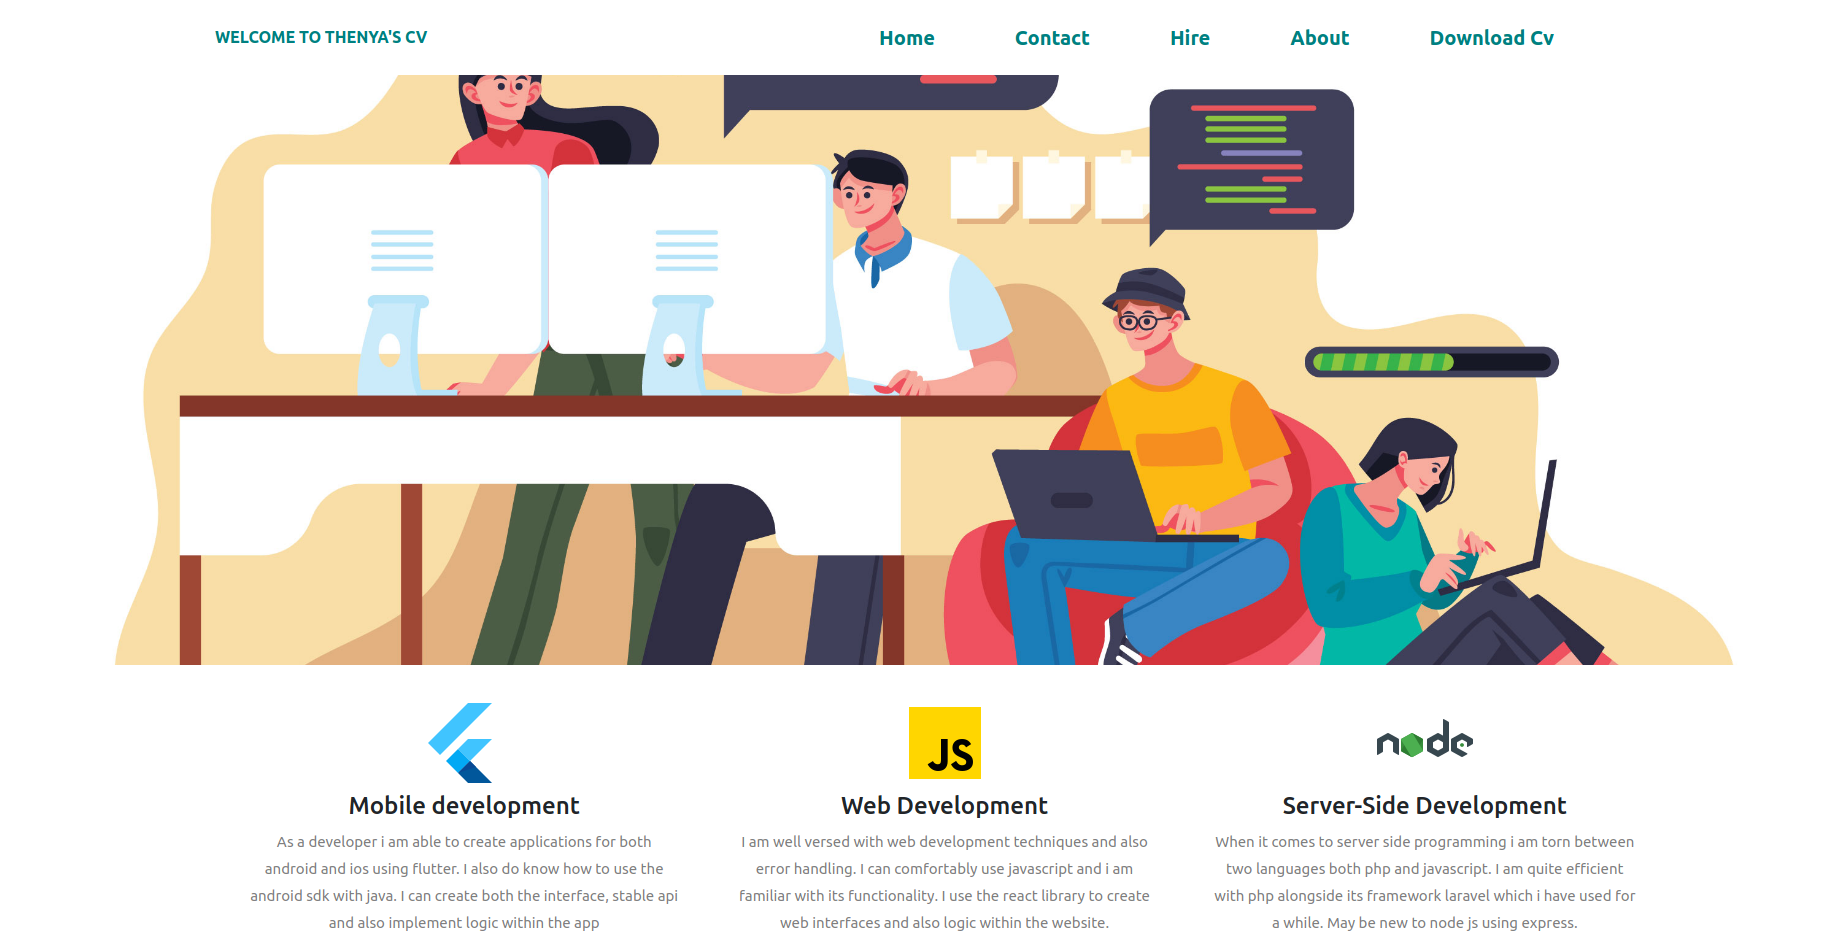 WELCOME TO THENYA'S CV
Home
Contact
Hire
About
Download Cv
JS
node
Mobile development
As a developer i am able to create applications for both
android and ios using flutter. I also do know how to use the
android sdk with java. I can create both the interface, stable api
and also implement logic within the app
Web Development
I am well versed with web development techniques and also
error handling. I can comfortably use javascript and i am
familiar with its functionality. I use the react library to create
web interfaces and also logic within the website.
Server-Side Development
When it comes to server side programming i am torn between
two languages both php and javascript. I am quite efficient
with php alongside its framework laravel which i have used for
a while. May be new to node js using express.